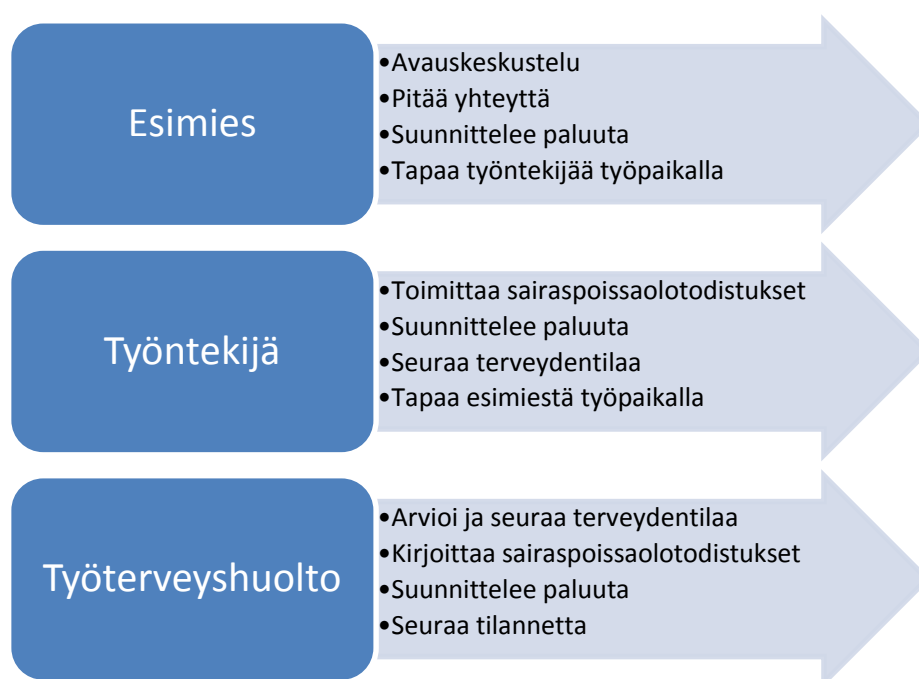 Esimies
•Avauskeskustelu
•Pitää yhteyttä
•Suunnittelee paluuta
•Tapaa työntekijää työpaikalla
Työntekijä
•Toimittaa sairaspoissaolotodistukset
•Suunnittelee paluuta
•Seuraa terveydentilaa
•Tapaa esimiestä työpaikalla
Työterveyshuolto
•Arvioi ja seuraa terveydentilaa
•Kirjoittaa sairaspoissaolotodistukset
•Suunnittelee paluuta
•Seuraa tilannetta